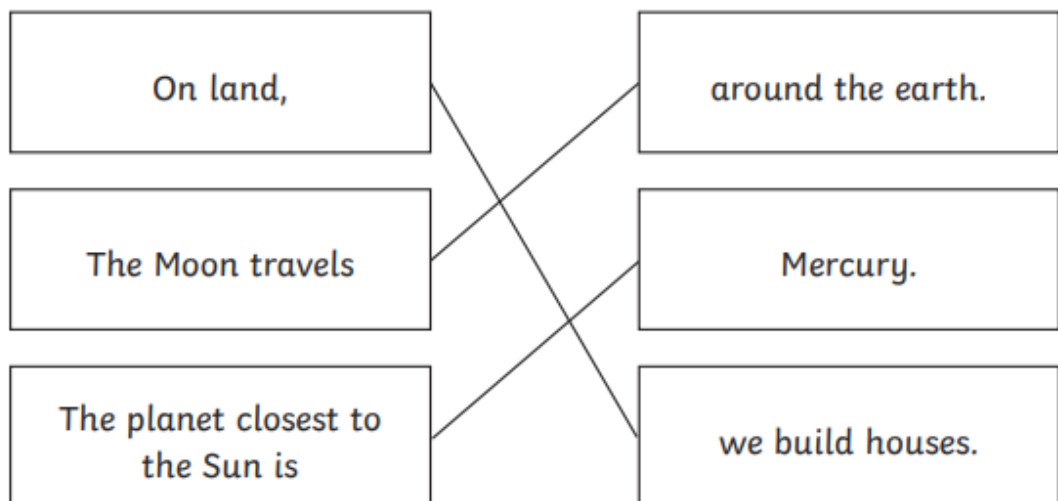 On land,
around the earth.
The Moon travels
Mercury.
The planet closest to
the Sun is
we build houses.